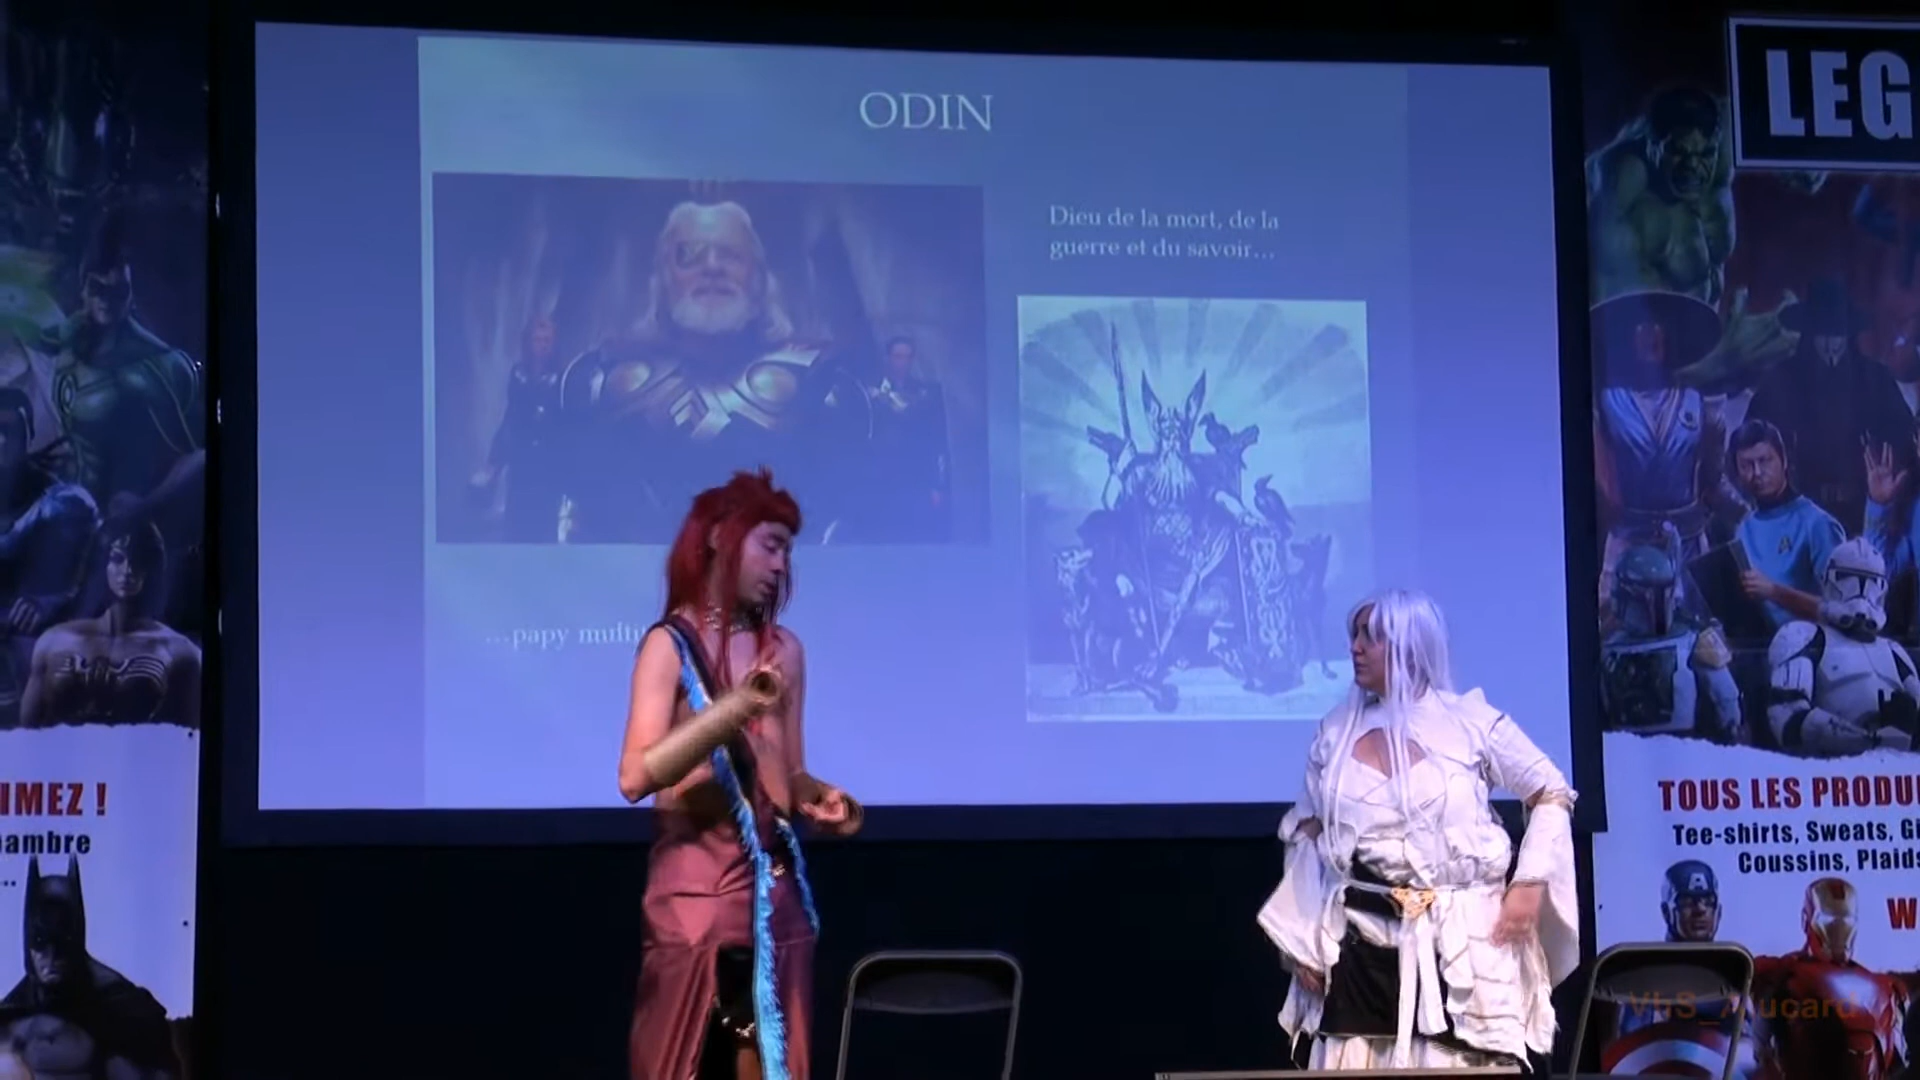 ODIN
Dieu de la mort, de la
guerre et du savoir...
...papy
LEG
IMEZ !
TOUS LES PRODU
Tee-shirts, Sweats, Gi
Coussins, Plaids
W
A